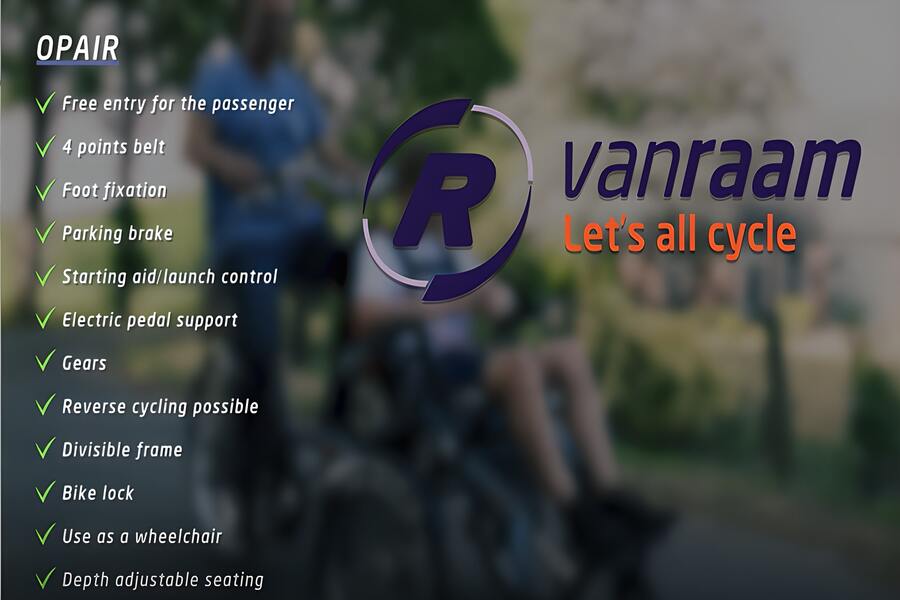 OPAIR
Free entry for the passenger
4 points belt
Foot fixation
Parking brake
Starting aid/launch control
Electric pedal support
Gears
Reverse cycling possible
Divisible frame
Bike lock
Use as a wheelchair
Depth adjustable seating
R
vanraam
Let's all cycle